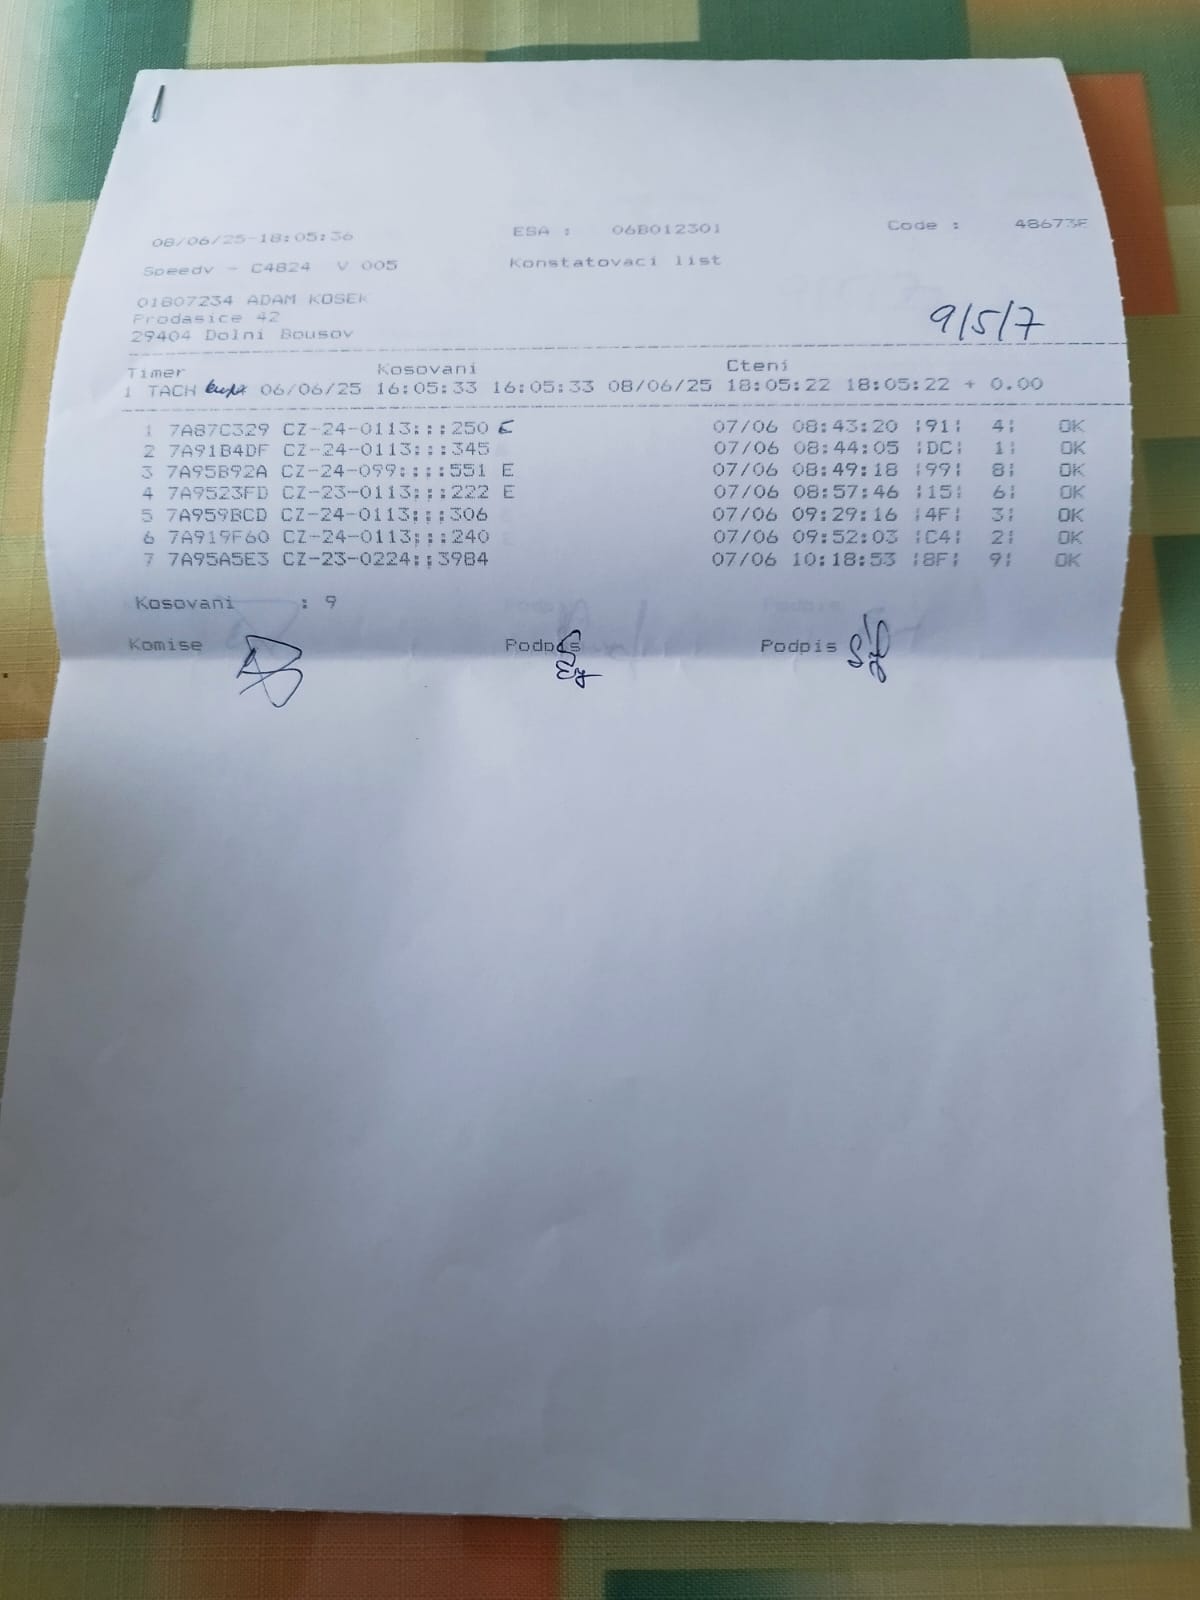 08/06/25-18:05:36 ESA : 06B012301 Code : 48673F
Speedy - C4824 V 005 Konstatovaci list
01B07234 ADAM KOSEK
Prodasice 42
29404 Dolni Bousov
9/5/7
Timer Kosovani Cteni
1 TACH 06/06/25 16:05:33 16:05:33 08/06/25 18:05:22 18:05:22 + 0.00
1 7A87C329 CZ-24-0113:::250 E 07/06 08:43:20 |91| 4| OK
2 7A91B4DF CZ-24-0113:::345 07/06 08:44:05 |DC| 1| OK
3 7A95B92A CZ-24-099::::551 E 07/06 08:49:18 |99| 8| OK
4 7A9523FD CZ-23-0113:::222 E 07/06 08:57:46 |15| 6| OK
5 7A959BCD CZ-24-0113:::306 07/06 09:29:16 |4F| 3| OK
6 7A919F60 CZ-24-0113:::240 07/06 09:52:03 |C4| 2| OK
7 7A95A5E3 CZ-23-0224::3984 07/06 10:18:53 |8F| 9| OK
Kosovani : 9
Komise Podpis Podpis